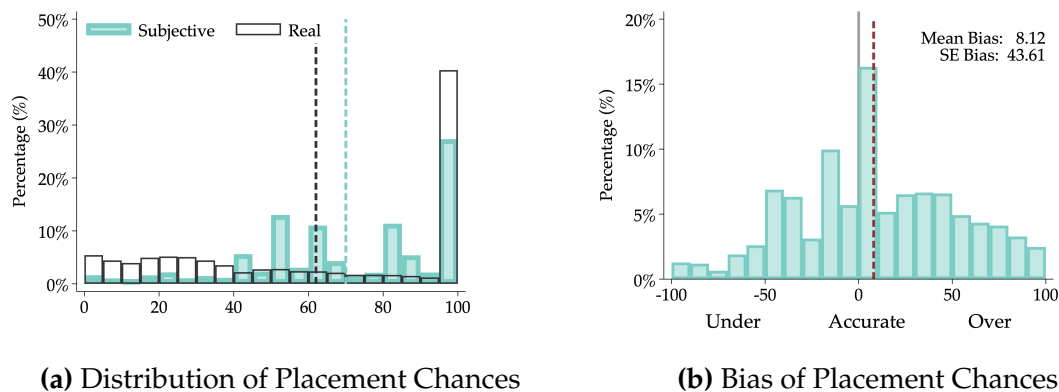 50%
40%
30%
20%
10%
0%
Percentage (%)
Subjective
Real
0
20
40
60
80
100
(a) Distribution of Placement Chances
20%
15%
10%
5%
0%
Percentage (%)
Mean Bias: 8.12
SE Bias: 43.61
-100
-50
0
50
100
Under
Accurate
Over
(b) Bias of Placement Chances